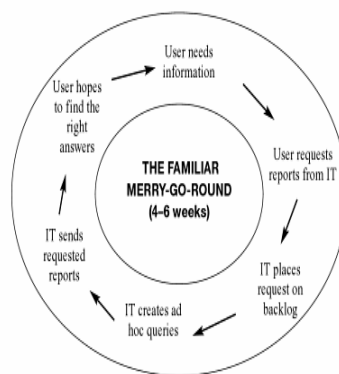 User needs
information
User requests
reports from IT
IT places
request on
backlog
IT creates ad
hoc queries
IT sends
requested
reports
User hopes
to find the
right
answers
THE FAMILIAR
MERRY-GO-ROUND
(4–6 weeks)